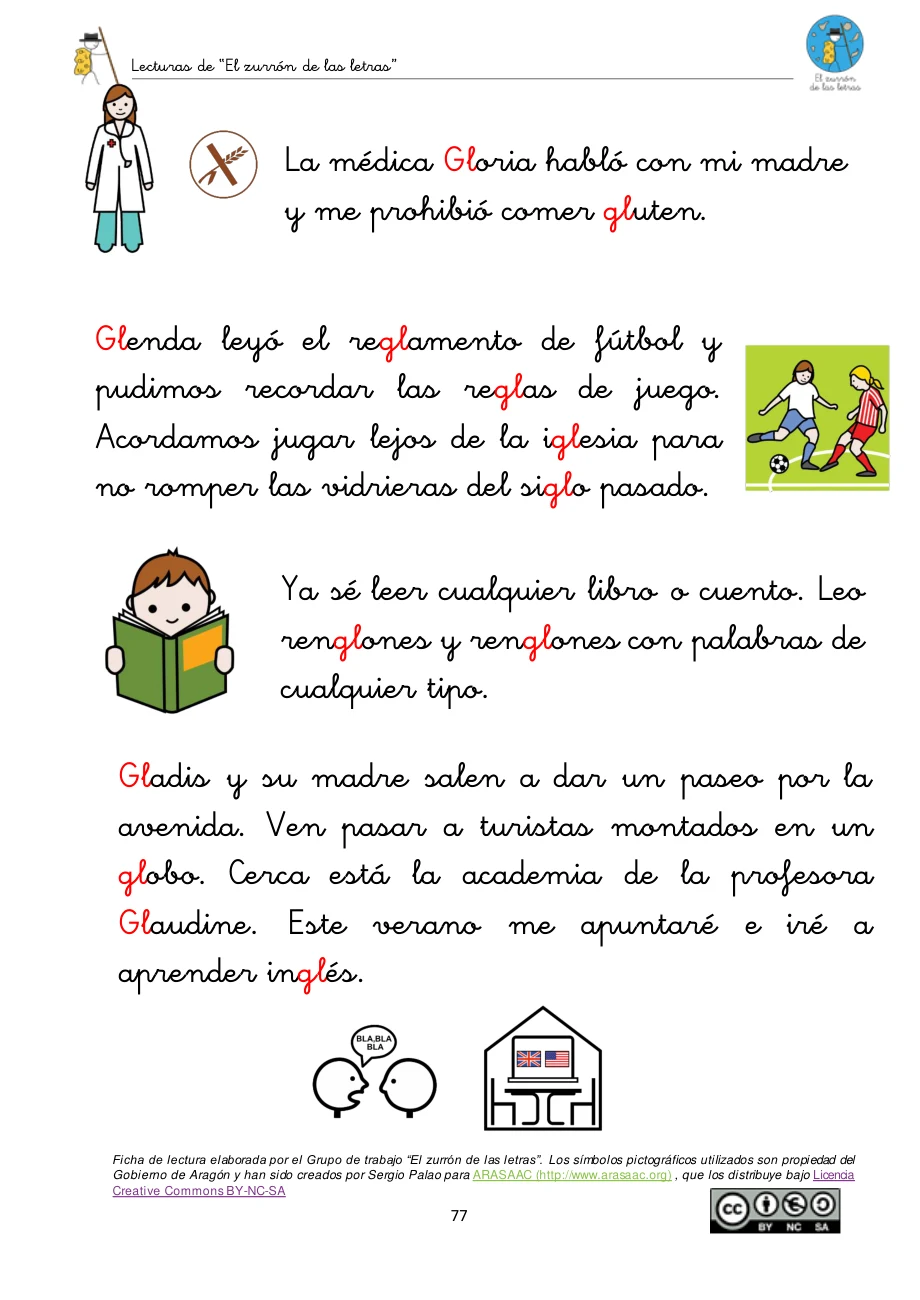 Lecturas de “El zurrón de las letras”
El zurrón
de las letras
La médica Gloria habló con mi madre
y me prohibió comer gluten.
Glenda leyó el reglamento de fútbol y
pudimos recordar las reglas de juego.
Acordamos jugar lejos de la iglesia para
no romper las vidrieras del siglo pasado.
Ya sé leer cualquier libro o cuento. Leo
renglones y renglones con palabras de
cualquier tipo.
Gladis y su madre salen a dar un paseo por la
avenida. Ven pasar a turistas montados en un
globo. Cerca está la academia de la profesora
Glaudine. Este verano me apuntaré e iré a
aprender inglés.
BLA,BLA
BLA
Ficha de lectura elaborada por el Grupo de trabajo “El zurrón de las letras”. Los símbolos pictográficos utilizados son propiedad del
Gobierno de Aragón y han sido creados por Sergio Palao para ARASAAC (http://www.arasaac.org) , que los distribuye bajo Licencia
Creative Commons BY-NC-SA
cc
BY NC SA
77